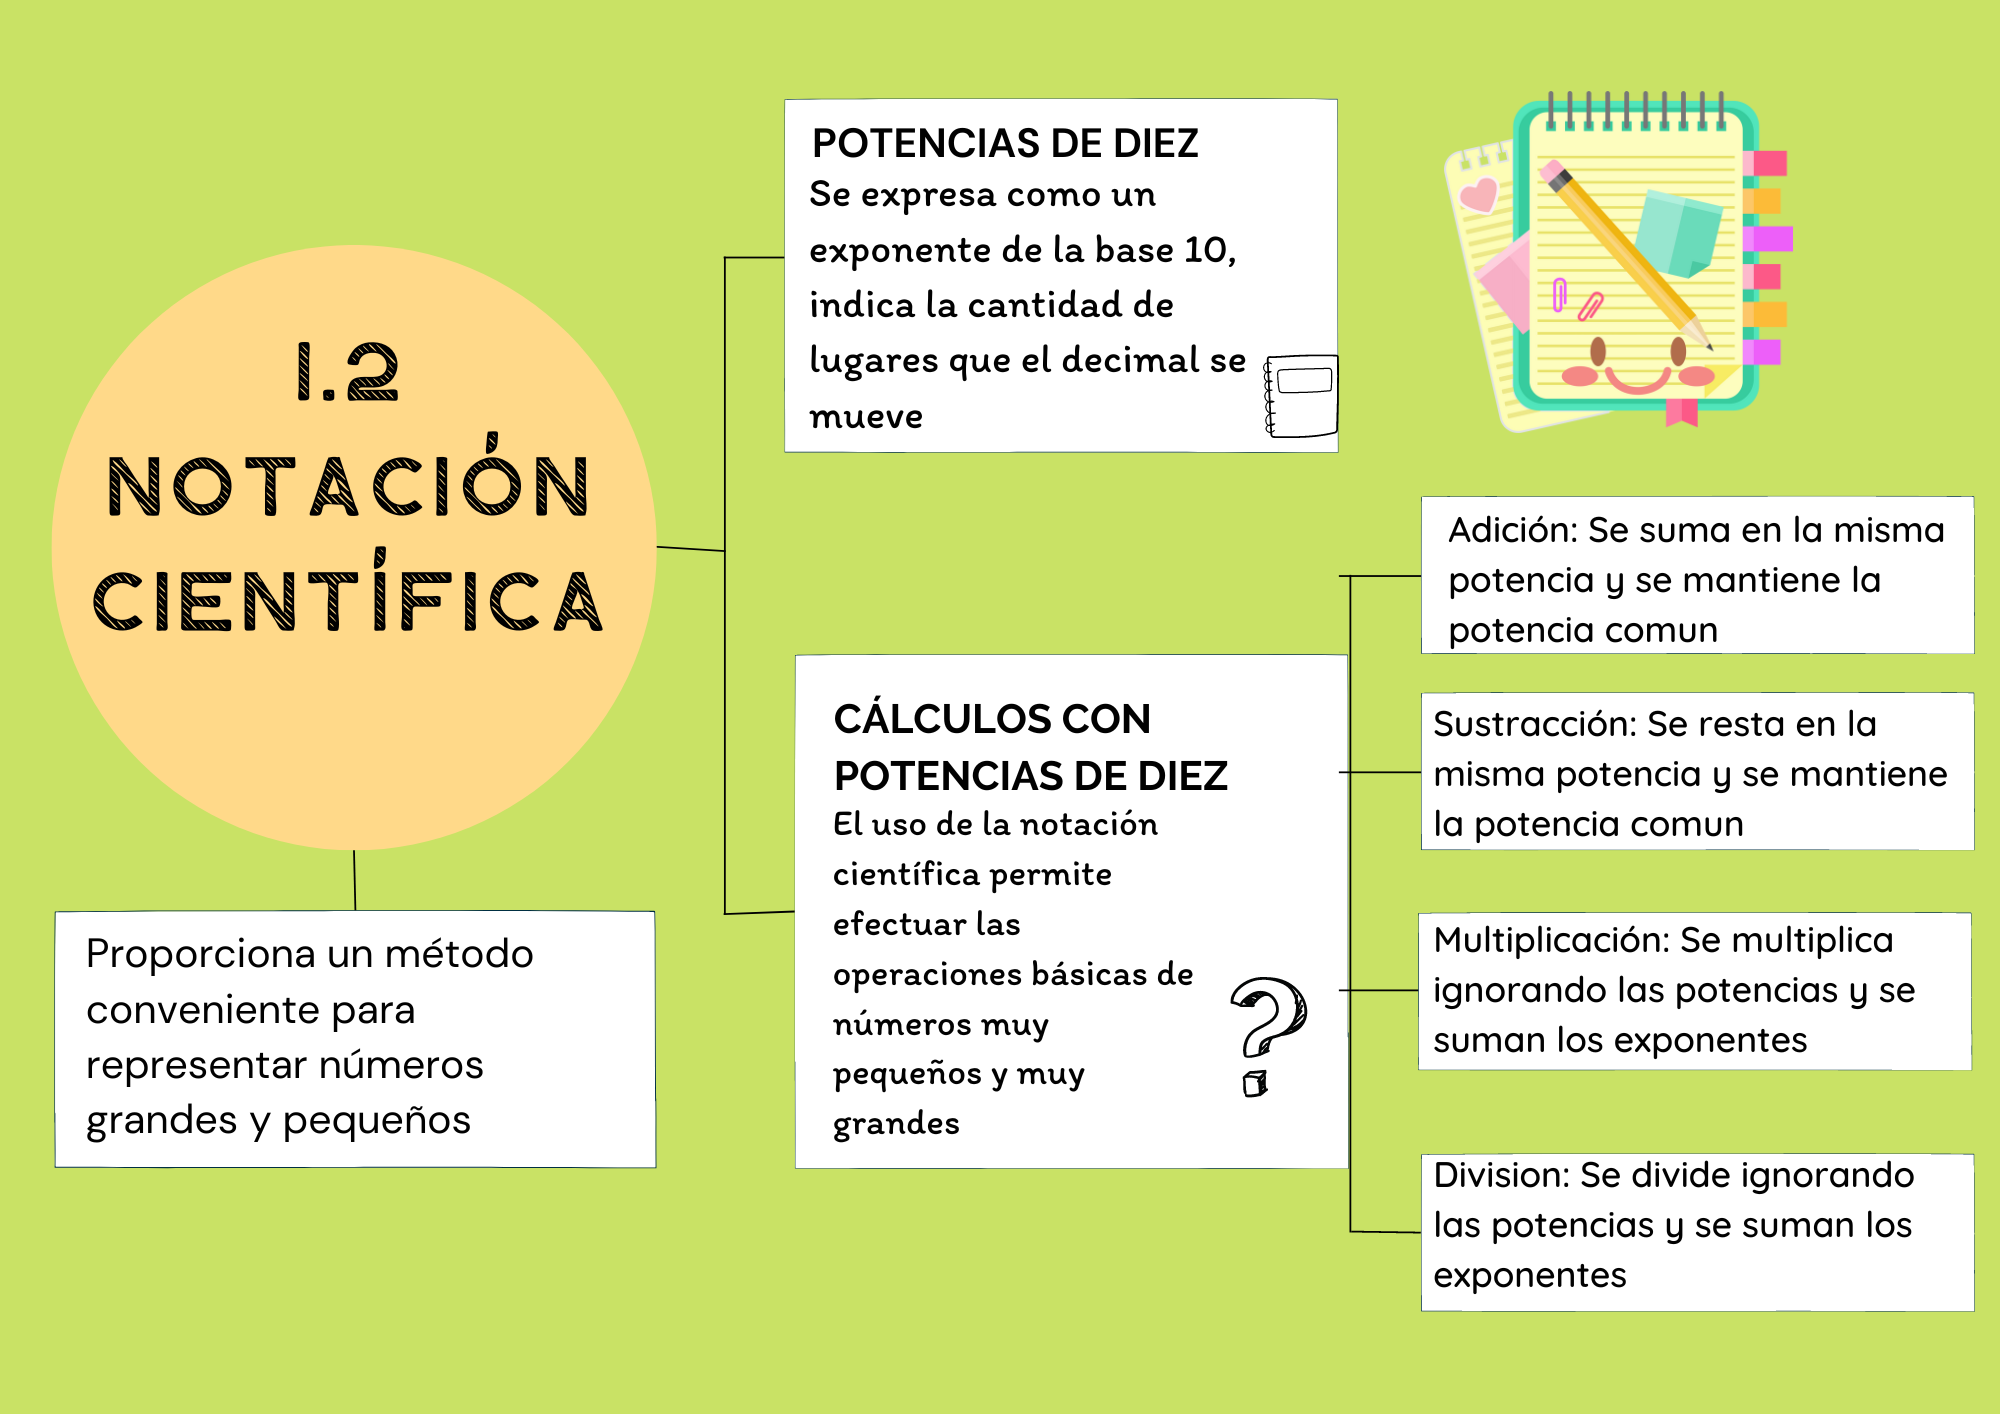 1.2
NOTACIÓN
CIENTÍFICA
Proporciona un método
conveniente para
representar números
grandes y pequeños
POTENCIAS DE DIEZ
Se expresa como un
exponente de la base 10,
indica la cantidad de
lugares que el decimal se
mueve
CÁLCULOS CON
POTENCIAS DE DIEZ
El uso de la notación
científica permite
efectuar las
operaciones básicas de
números muy
pequeños y muy
grandes
?
Adición: Se suma en la misma
potencia y se mantiene la
potencia comun
Sustracción: Se resta en la
misma potencia y se mantiene
la potencia comun
Multiplicación: Se multiplica
ignorando las potencias y se
suman los exponentes
Division: Se divide ignorando
las potencias y se suman los
exponentes